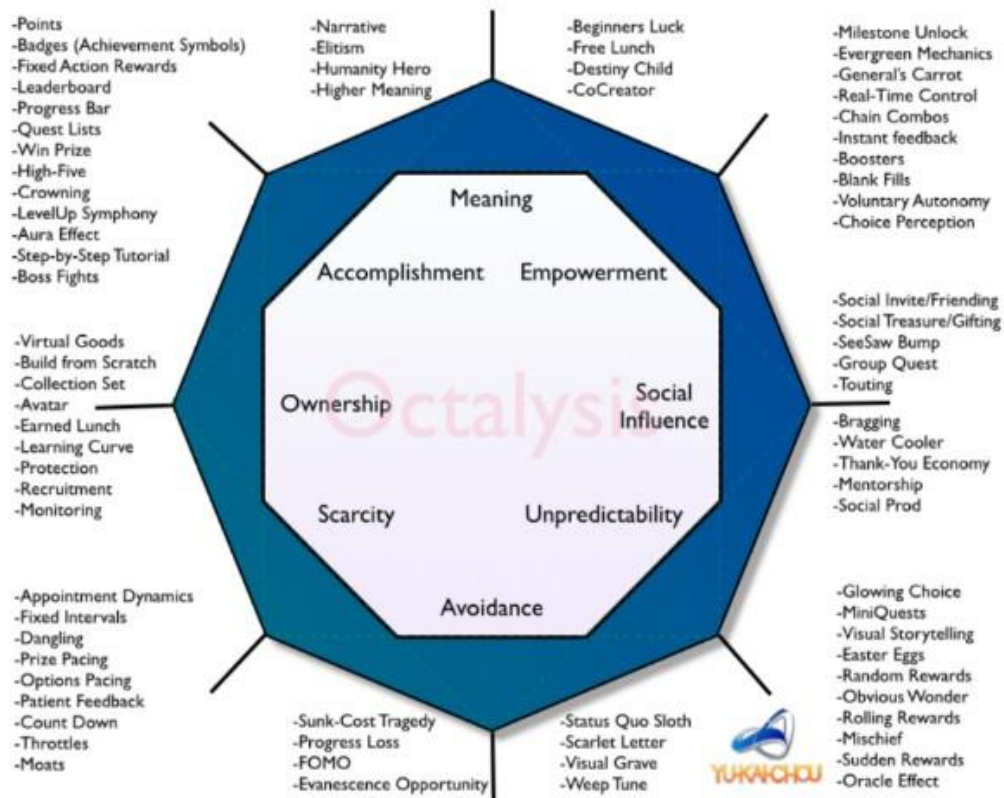 -Points
-Badges (Achievement Symbols)
-Fixed Action Rewards
-Leaderboard
-Progress Bar
-Quest Lists
-Win Prize
-High-Five
-Crowning
-LevelUp Symphony
-Aura Effect
-Step-by-Step Tutorial
-Boss Fights
-Narrative
-Elitism
-Humanity Hero
-Higher Meaning
-Beginners Luck
-Free Lunch
-Destiny Child
-CoCreator
-Milestone Unlock
-Evergreen Mechanics
-General's Carrot
-Real-Time Control
-Chain Combos
-Instant feedback
-Boosters
-Blank Fills
-Voluntary Autonomy
-Choice Perception
Meaning
Accomplishment
Empowerment
-Virtual Goods
-Build from Scratch
-Collection Set
-Avatar
-Earned Lunch
-Learning Curve
-Protection
-Recruitment
-Monitoring
Ownership
Octalysis
Social
Influence
-Social Invite/Friending
-Social Treasure/Gifting
-SeeSaw Bump
-Group Quest
-Touting
-Bragging
-Water Cooler
-Thank-You Economy
-Mentorship
-Social Prod
Scarcity
Unpredictability
Avoidance
-Appointment Dynamics
-Fixed Intervals
-Dangling
-Prize Pacing
-Options Pacing
-Patient Feedback
-Count Down
-Throttles
-Moats
-Sunk-Cost Tragedy
-Progress Loss
-FOMO
-Evanescence Opportunity
-Status Quo Sloth
-Scarlet Letter
-Visual Grave
-Weep Tune
YU-KAI CHOU
-Glowing Choice
-MiniQuests
-Visual Storytelling
-Easter Eggs
-Random Rewards
-Obvious Wonder
-Rolling Rewards
-Mischief
-Sudden Rewards
-Oracle Effect